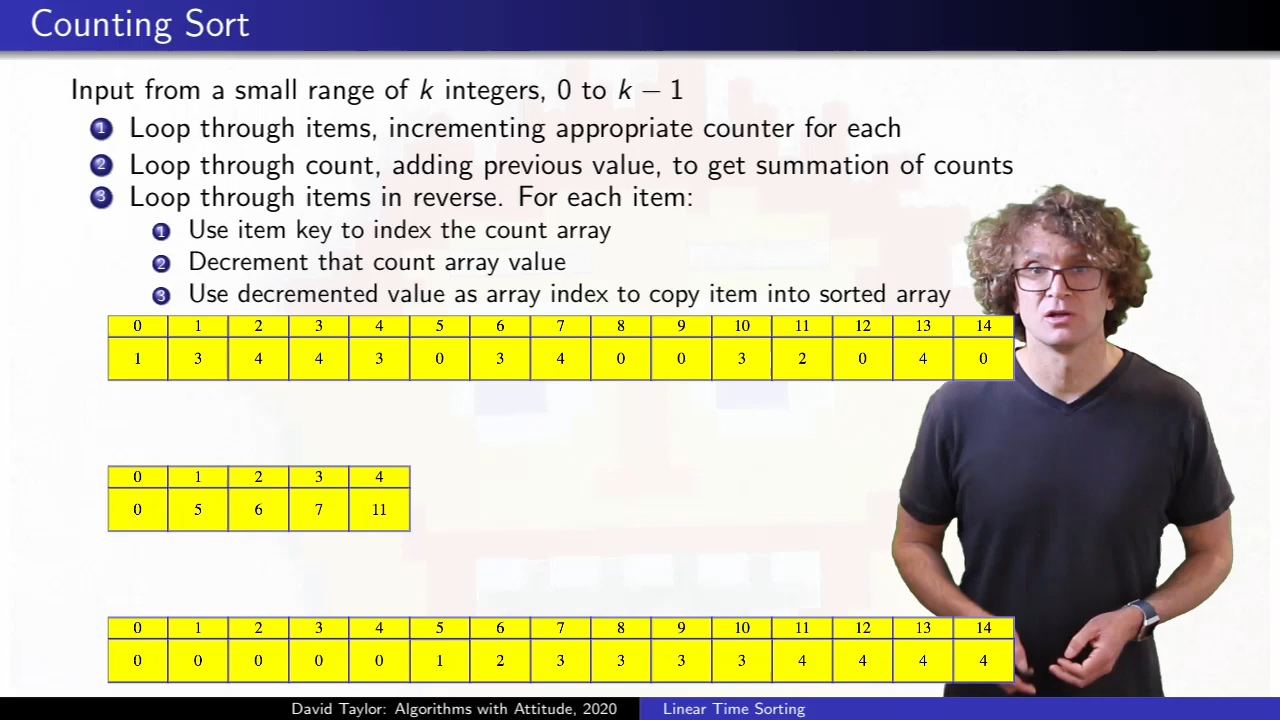 Counting Sort
Input from a small range of k integers, 0 to k − 1
1 Loop through items, incrementing appropriate counter for each
2 Loop through count, adding previous value, to get summation of counts
3 Loop through items in reverse. For each item:
1 Use item key to index the count array
2 Decrement that count array value
3 Use decremented value as array index to copy item into sorted array
0 1 2 3 4 5 6 7 8 9 10 11 12 13 14
1 3 4 4 3 0 3 4 0 0 3 2 0 4 0
0 1 2 3 4
0 5 6 7 11
0 1 2 3 4 5 6 7 8 9 10 11 12 13 14
0 0 0 0 0 1 2 3 3 3 3 4 4 4 4
David Taylor: Algorithms with Attitude, 2020 Linear Time Sorting